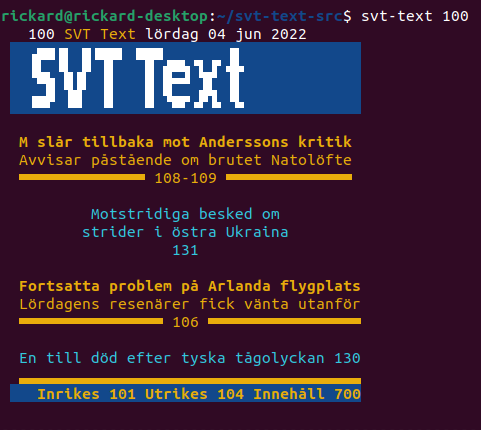 rickard@rickard-desktop:~/svt-text-src$ svt-text 100
100 SVT Text lördag 04 jun 2022
SVT Text
M slår tillbaka mot Anderssons kritik
Avvisar påstående om brutet Natolöfte
108-109
Motstridiga besked om
strider i östra Ukraina
131
Fortsatta problem på Arlanda flygplats
Lördagens resenärer fick vänta utanför
106
En till död efter tyska tågolyckan 130
Inrikes 101 Utrikes 104 Innehåll 700